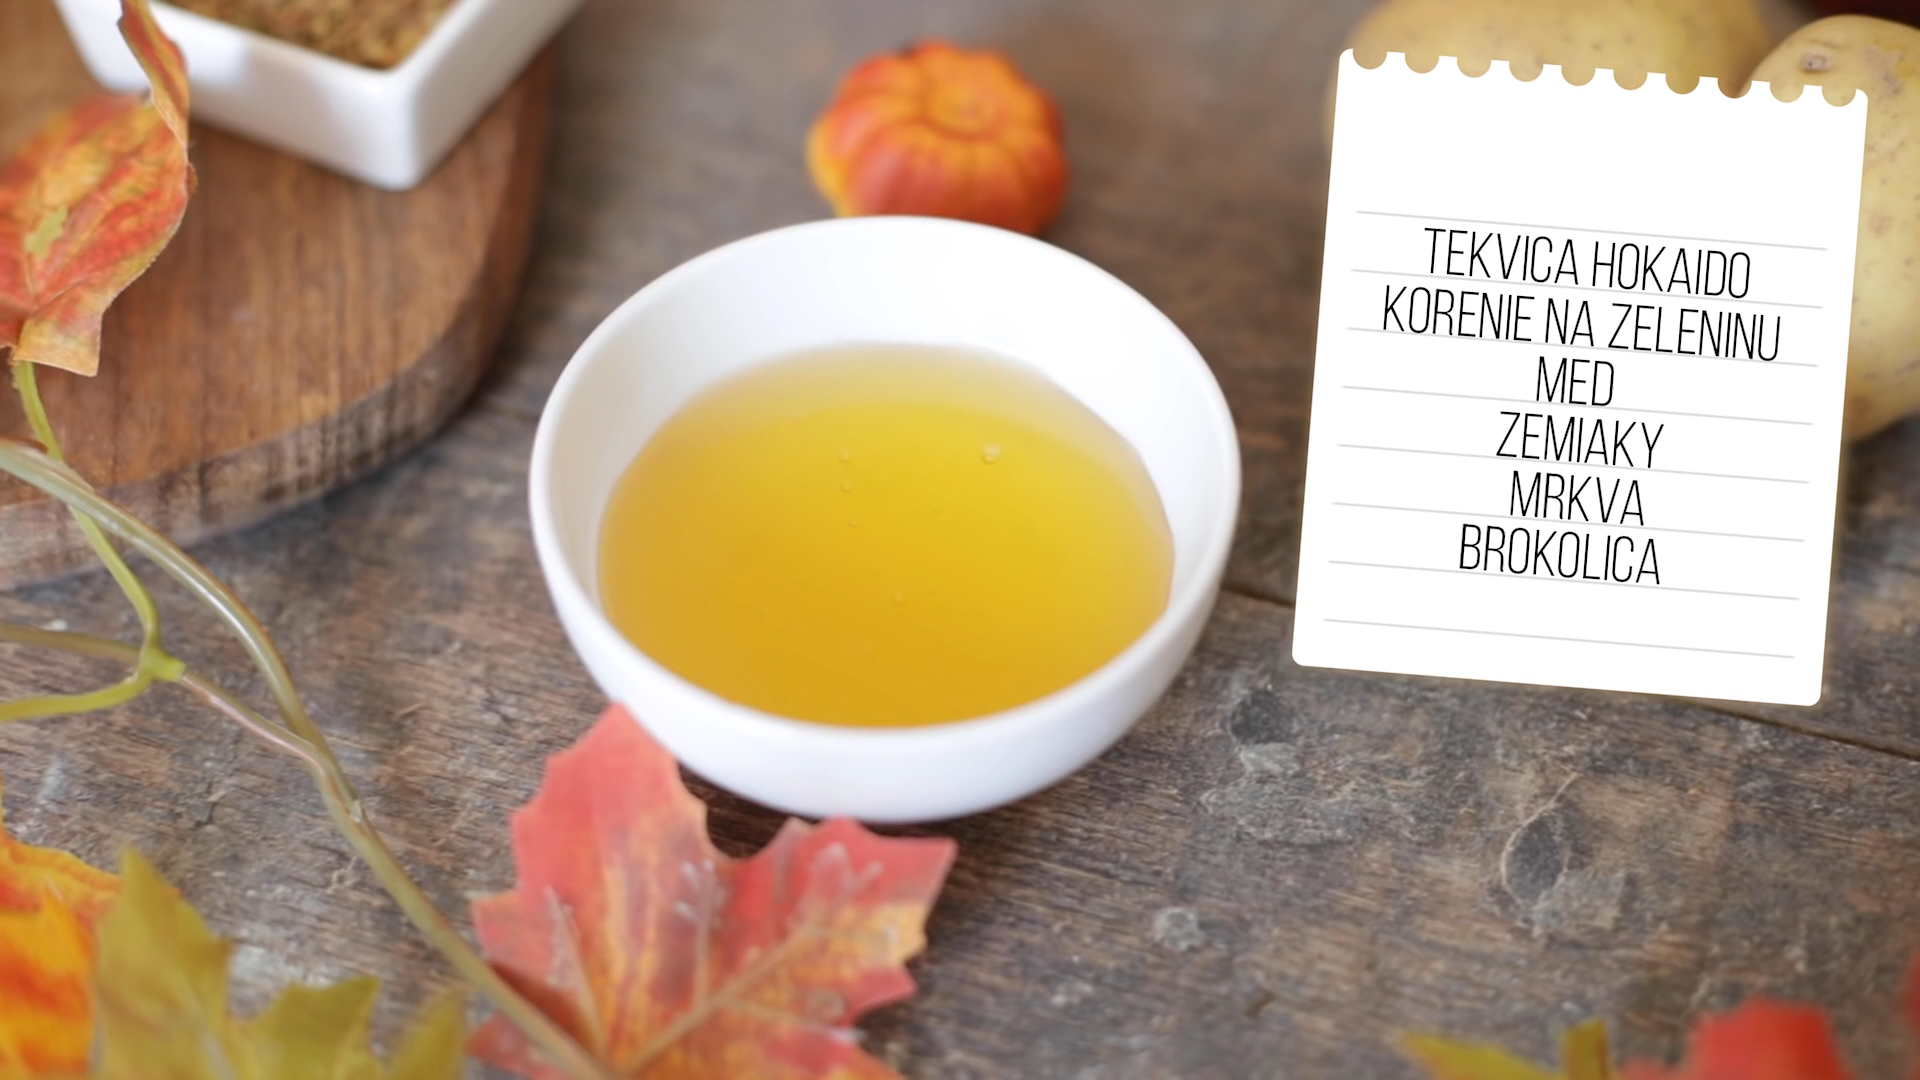 TEKVICA HOKAIDO
KORENIE NA ZELENINU
MED
ZEMIAKY
MRKVA
BROKOLICA